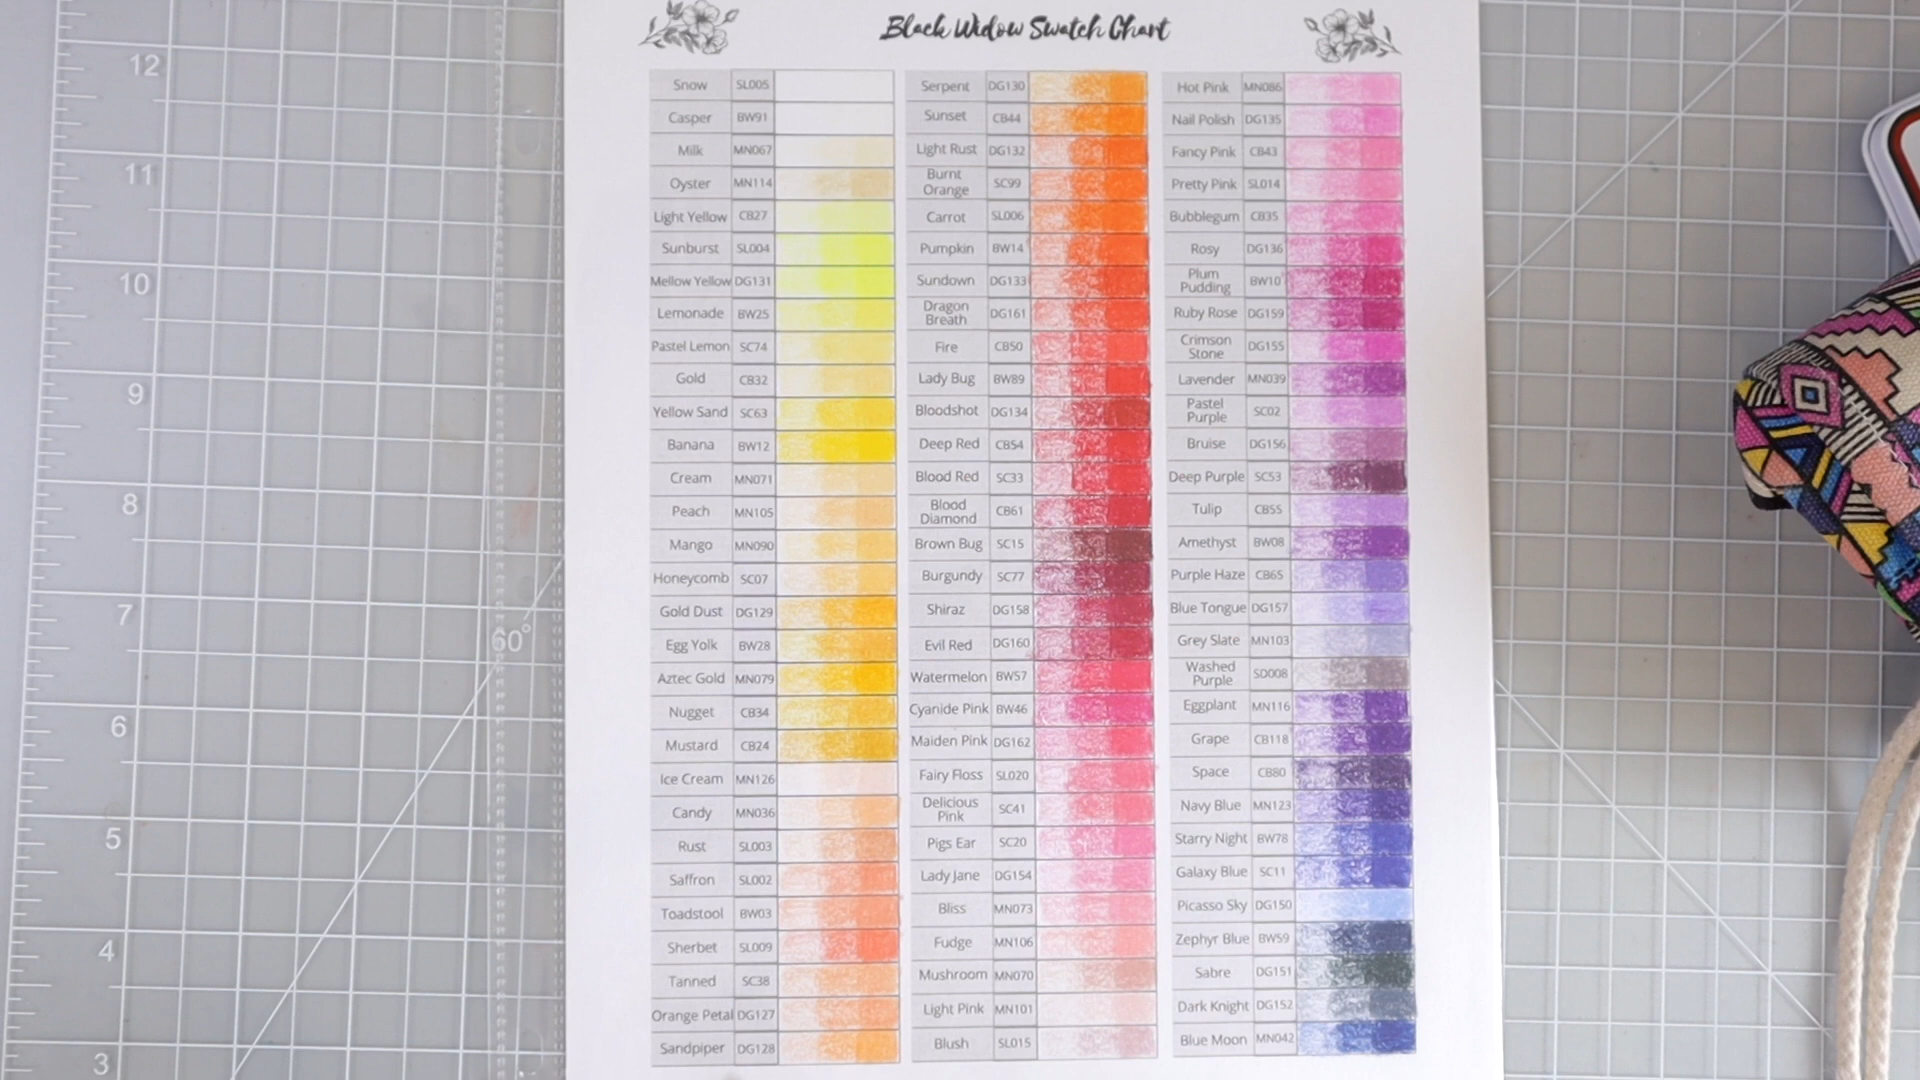 Black Widow Swatch Chart
Snow SL005
Casper BW91
Milk MN067
Oyster MN114
Light Yellow CB27
Sunburst SL004
Mellow Yellow DG131
Lemonade BW25
Pastel Lemon SC74
Gold CB32
Yellow Sand SC63
Banana BW12
Cream MN071
Peach MN105
Mango MN090
Honeycomb SC07
Gold Dust DG129
Egg Yolk BW28
Aztec Gold MN079
Nugget CB34
Mustard CB24
Ice Cream MN126
Candy MN036
Rust SL003
Saffron SL002
Toadstool BW03
Sherbet SL009
Tanned SC38
Orange Petal DG127
Sandpiper DG128
Serpent DG130
Sunset CB44
Light Rust DG132
Burnt
Orange SC99
Carrot SL006
Pumpkin BW14
Sundown DG133
Dragon
Breath DG161
Fire CB50
Lady Bug BW89
Bloodshot DG134
Deep Red CB54
Blood Red SC33
Blood
Diamond CB61
Brown Bug SC15
Burgundy SC77
Shiraz DG158
Evil Red DG160
Watermelon BW57
Cyanide Pink BW46
Maiden Pink DG162
Fairy Floss SL020
Delicious
Pink SC41
Pigs Ear SC20
Lady Jane DG154
Bliss MN073
Fudge MN106
Mushroom MN070
Light Pink MN101
Blush SL015
Hot Pink MN086
Nail Polish DG135
Fancy Pink CB43
Pretty Pink SL014
Bubblegum CB35
Rosy DG136
Plum
Pudding BW10
Ruby Rose DG159
Crimson
Stone DG155
Lavender MN039
Pastel
Purple SC02
Bruise DG156
Deep Purple SC53
Tulip CB55
Amethyst BW08
Purple Haze CB65
Blue Tongue DG157
Grey Slate MN103
Washed
Purple SD008
Eggplant MN116
Grape CB118
Space CB80
Navy Blue MN123
Starry Night BW78
Galaxy Blue SC11
Picasso Sky DG150
Zephyr Blue BW59
Sabre DG151
Dark Knight DG152
Blue Moon MN042
12
11
10
9
8
7
6
5
4
3
60°